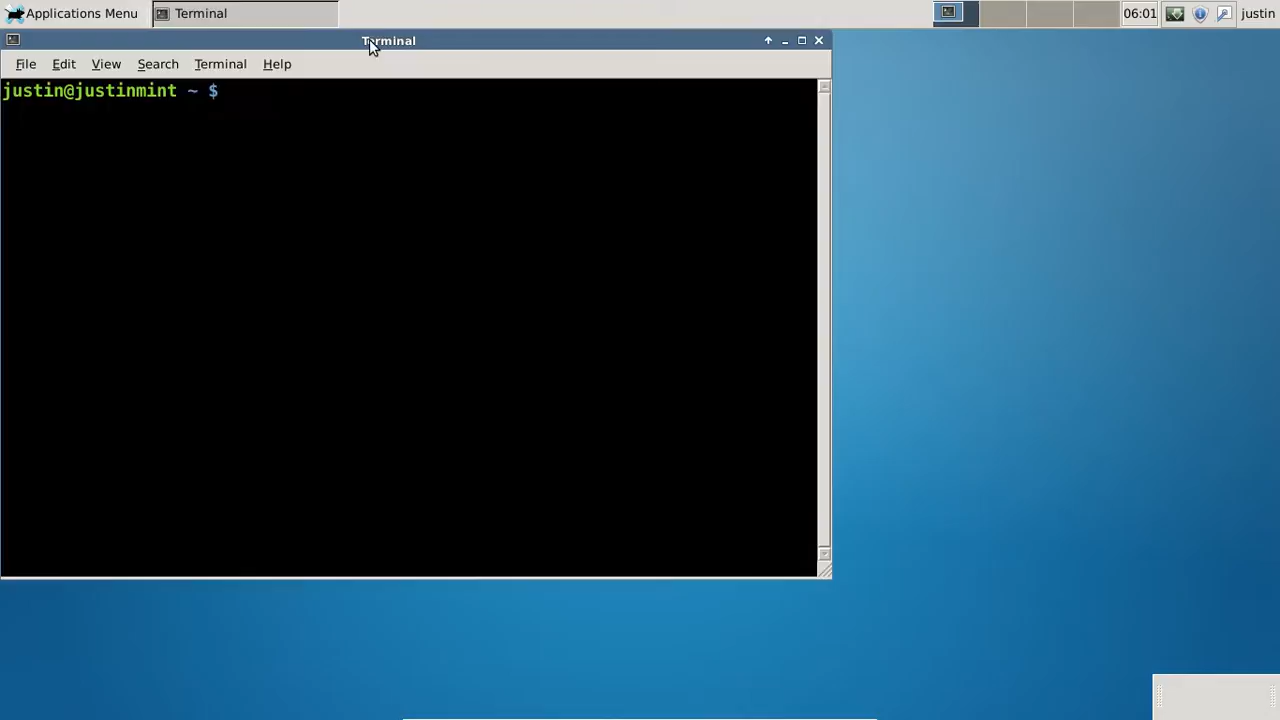 Applications Menu Terminal 06:01 justin
Terminal
File Edit View Search Terminal Help
justin@justinmint ~ $